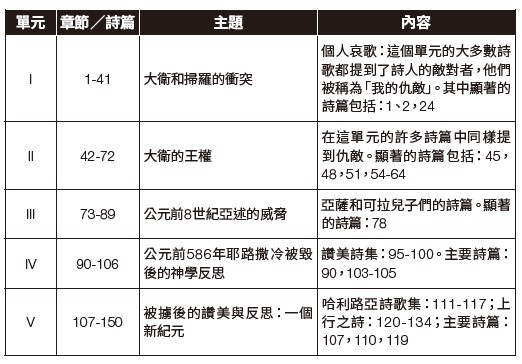 單元 章節／詩篇 主題 內容
I 1-41 大衛和掃羅的衝突 個人哀歌：這個單元的大多數詩
歌都提到了詩人的敵對者，他們
被稱為「我的仇敵」。其中顯著的
詩篇包括：1、2，24
II 42-72 大衛的王權 在這單元的許多詩篇中同樣提
到仇敵。顯著的詩篇包括：45，
48，51，54-64
III 73-89 公元前8世紀亞述的威脅 亞薩和可拉兒子們的詩篇。顯著
的詩篇：78
IV 90-106 公元前586年耶路撒冷被毀
後的神學反思 讚美詩集：95-100。主要詩篇：
90，103-105
V 107-150 被擄後的讚美與反思：一個
新紀元 哈利路亞詩歌集：111-117；上
行之詩：120-134；主要詩篇：
107，110，119